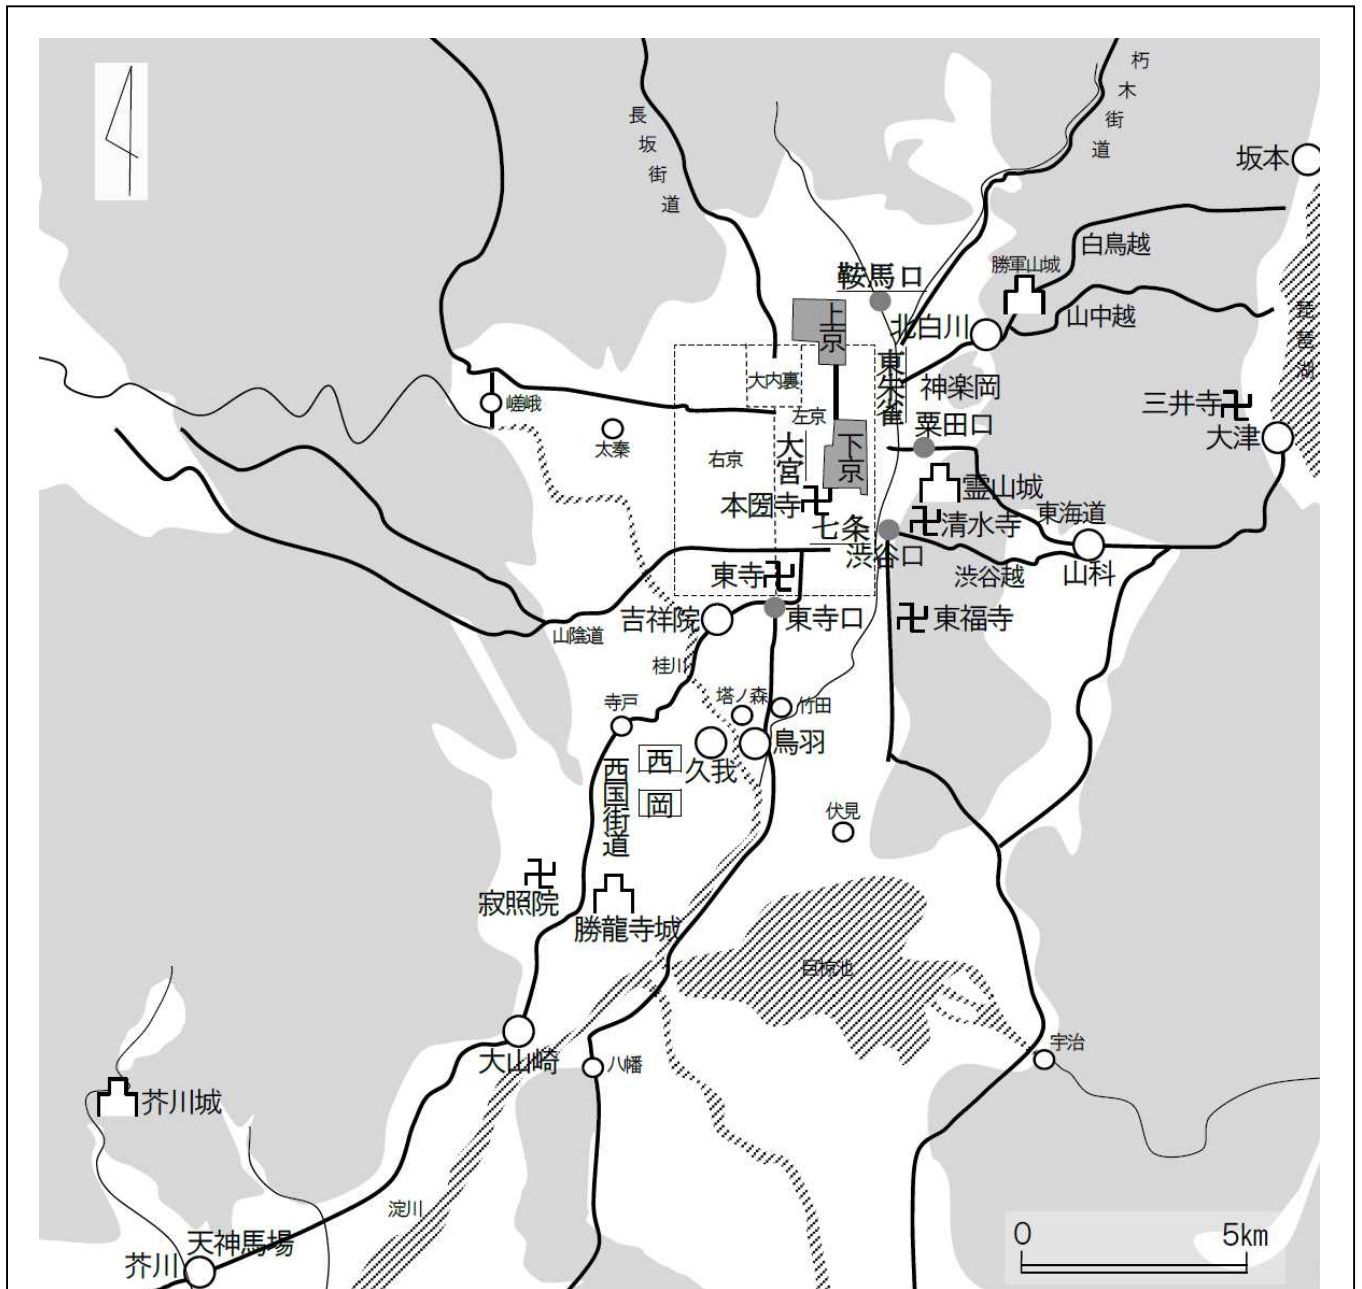 朽木街道
長坂街道
坂本
白鳥越
勝軍山城
鞍馬口
山中越
上京
北白川
琵琶湖
東朱雀
大内裏
神楽岡
嵯峨
三井寺
左京
粟田口
太秦
大津
右京
大宮
下京
霊山城
本圀寺
清水寺
東海道
七条
渋谷口
東寺
渋谷越
山科
吉祥院
東寺口
東福寺
山陰道
桂川
寺戸
塔ノ森
竹田
西岡
久我
鳥羽
西国街道
伏見
寂照院
勝龍寺城
巨椋池
大山崎
八幡
宇治
芥川城
淀川
天神馬場
芥川
0 5km